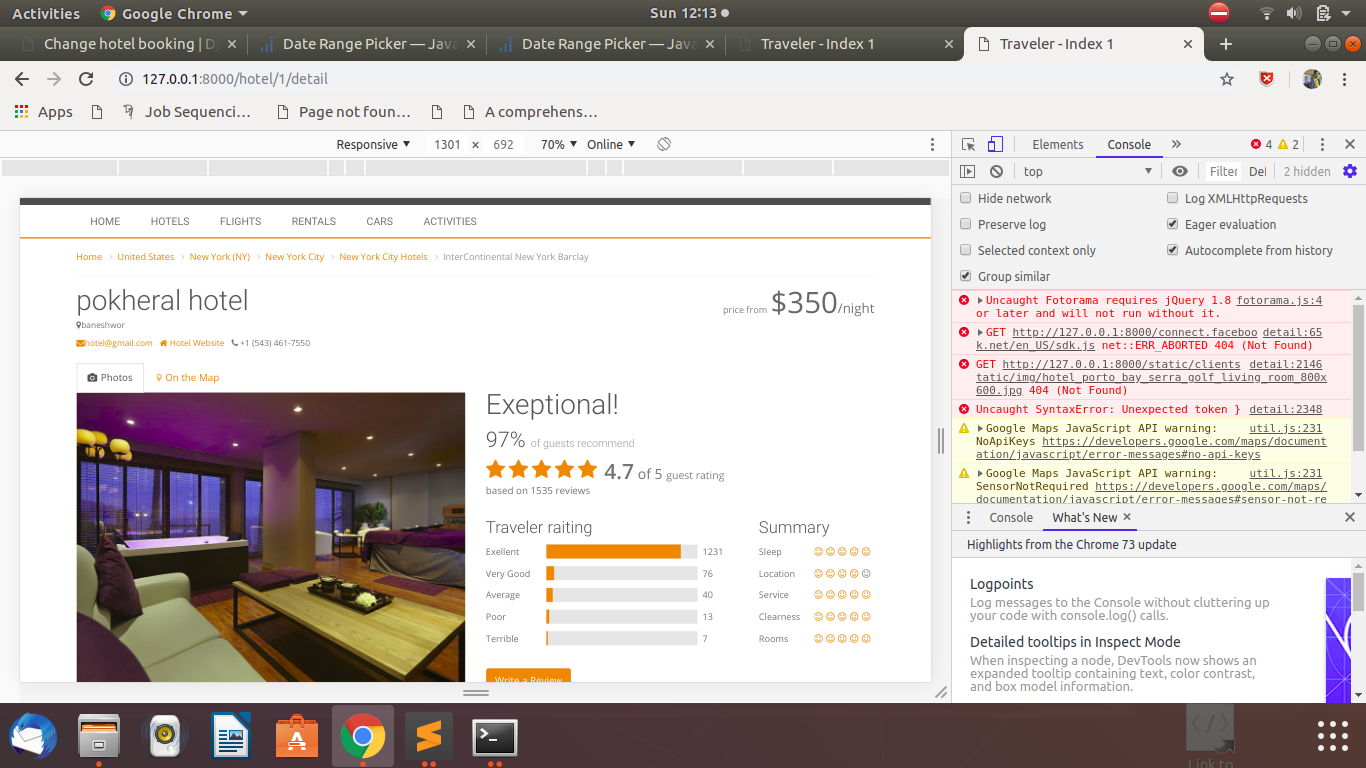 Activities Google Chrome Sun 12:13
Change hotel booking | D
Date Range Picker — Java
Date Range Picker — Java
Traveler - Index 1
Traveler - Index 1
127.0.0.1:8000/hotel/1/detail
Apps Job Sequenci... Page not foun... A comprehens...
Responsive 1301 x 692 70% Online
Elements Console 4 2
top Filter Del 2 hidden
Hide network Log XMLHttpRequests
Preserve log Eager evaluation
Selected context only Autocomplete from history
Group similar
HOME HOTELS FLIGHTS RENTALS CARS ACTIVITIES
Home United States New York (NY) New York City New York City Hotels InterContinental New York Barclay
pokheral hotel
price from $350/night
baneshwor
hotel@gmail.com Hotel Website +1 (543) 461-7550
Photos On the Map
Exeptional!
97% of guests recommend
4.7 of 5 guest rating
based on 1535 reviews
Traveler raiting
Exellent 1231
Very Good 76
Average 40
Poor 13
Terrible 7
Summary
Sleep
Location
Service
Clearness
Rooms
Write a Review
Uncaught Fotorama requires jQuery 1.8 fotorama.js:4
or later and will not run without it.
GET http://127.0.0.1:8000/connect.faceboo detail:65
k.net/en_US/sdk.js net::ERR_ABORTED 404 (Not Found)
GET http://127.0.0.1:8000/static/clients detail:2146
tatic/img/hotel_porto_bay_serra_golf_living_room_800x
600.jpg 404 (Not Found)
Uncaught SyntaxError: Unexpected token } detail:2348
Google Maps JavaScript API warning: util.js:231
NoApiKeys https://developers.google.com/maps/document
ation/javascript/error-messages#no-api-keys
Google Maps JavaScript API warning: util.js:231
SensorNotRequired https://developers.google.com/maps/
documentation/javascript/error-messages#sensor-not-re
Console What's New
Highlights from the Chrome 73 update
Logpoints
Log messages to the Console without cluttering up
your code with console.log() calls.
Detailed tooltips in Inspect Mode
When inspecting a node, DevTools now shows an
expanded tooltip containing text, color contrast,
and box model information.
Link to